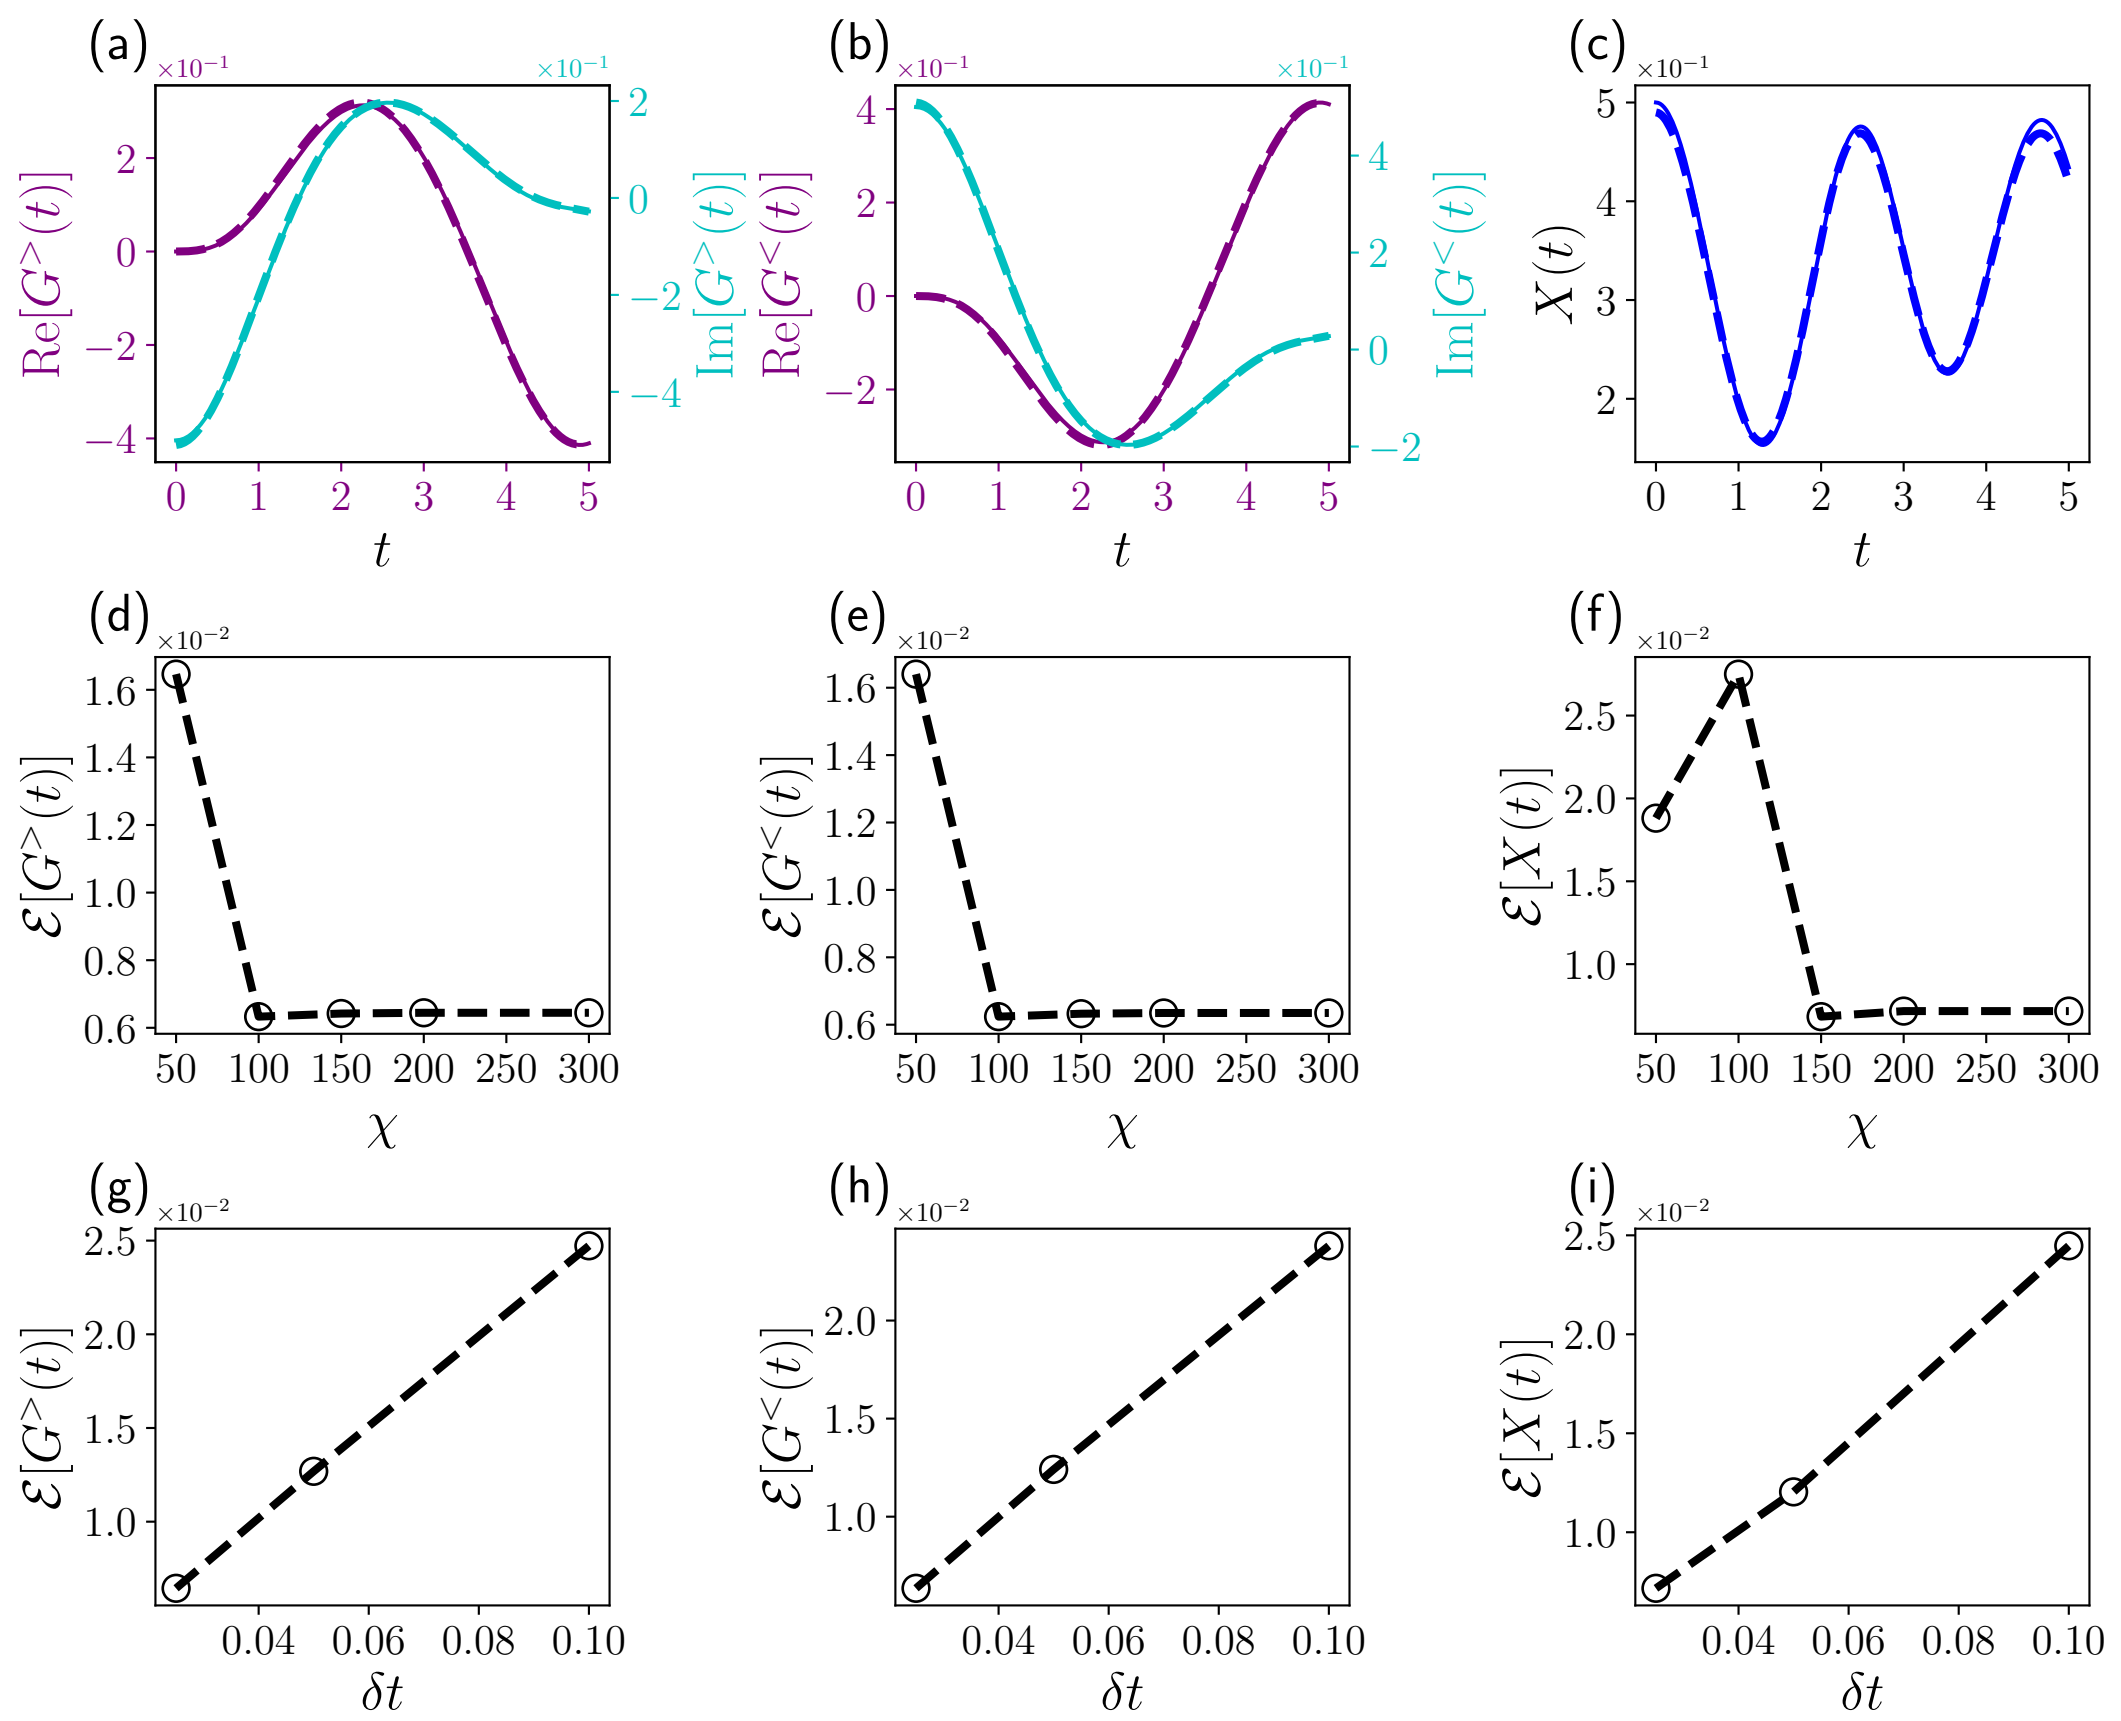 (a)
×10⁻¹
×10⁻¹
Re[G^>(t)]
2
0
−2
−4
2
0
−2
−4
Im[G^>(t)]
0 1 2 3 4 5
t
(b)
×10⁻¹
×10⁻¹
Re[G^<(t)]
4
2
0
−2
4
2
0
−2
Im[G^<(t)]
0 1 2 3 4 5
t
(c)
×10⁻¹
X(t)
5
4
3
2
0 1 2 3 4 5
t
(d)
×10⁻²
ℰ[G^>(t)]
1.6
1.4
1.2
1.0
0.8
0.6
50 100 150 200 250 300
χ
(e)
×10⁻²
ℰ[G^<(t)]
1.6
1.4
1.2
1.0
0.8
0.6
50 100 150 200 250 300
χ
(f)
×10⁻²
ℰ[X(t)]
2.5
2.0
1.5
1.0
50 100 150 200 250 300
χ
(g)
×10⁻²
ℰ[G^>(t)]
2.5
2.0
1.5
1.0
0.04 0.06 0.08 0.10
δt
(h)
×10⁻²
ℰ[G^<(t)]
2.0
1.5
1.0
0.04 0.06 0.08 0.10
δt
(i)
×10⁻²
ℰ[X(t)]
2.5
2.0
1.5
1.0
0.04 0.06 0.08 0.10
δt